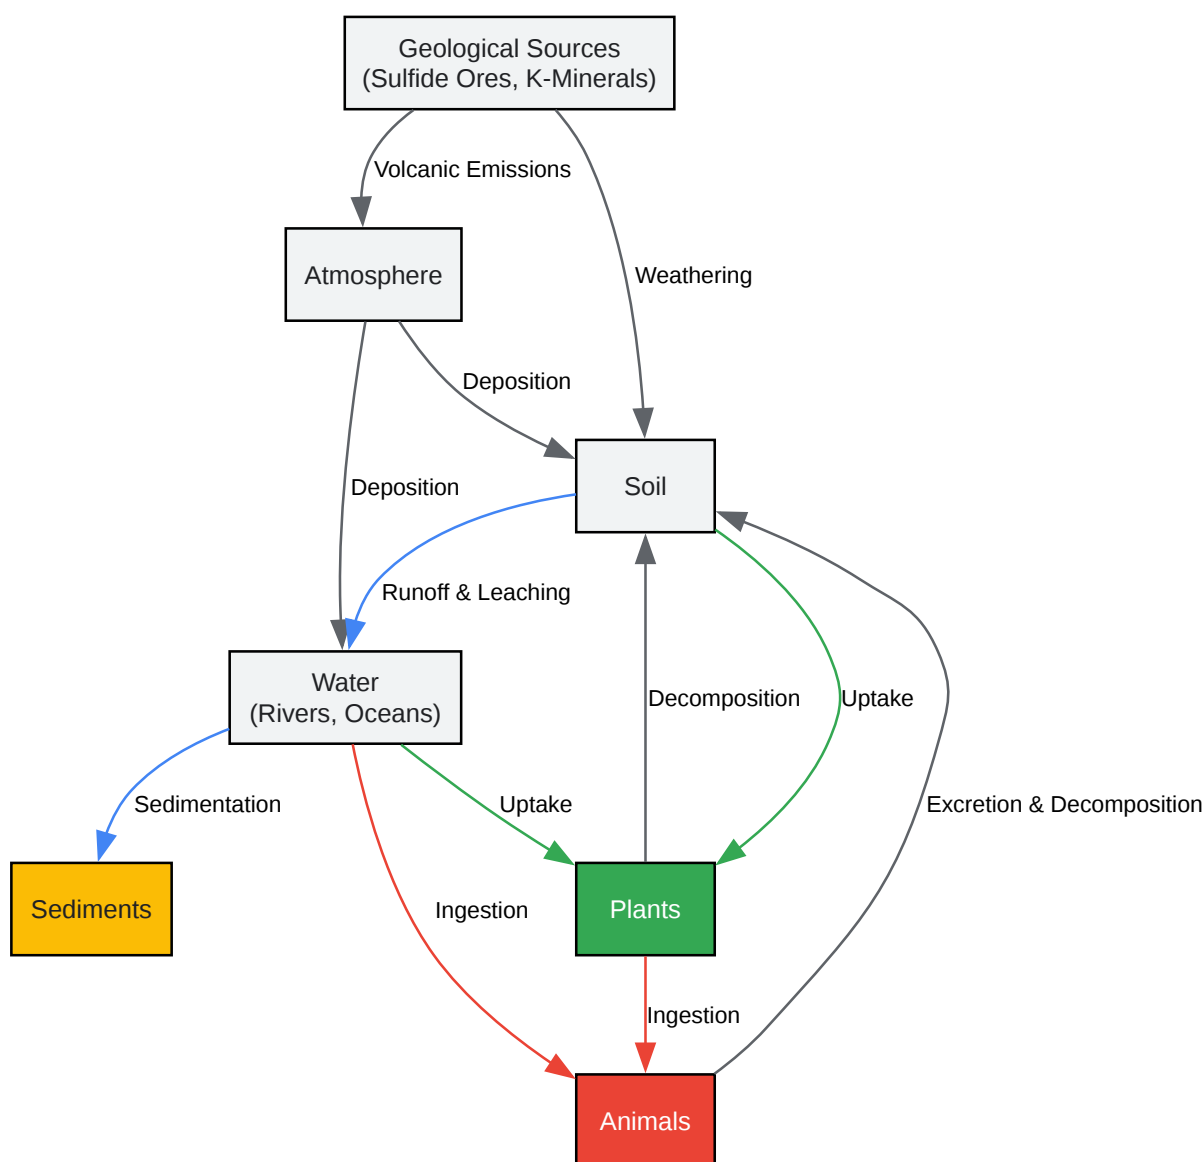 Geological Sources
(Sulfide Ores, K-Minerals)
Volcanic Emissions
Atmosphere
Weathering
Deposition
Deposition
Soil
Runoff & Leaching
Water
(Rivers, Oceans)
Decomposition
Uptake
Sedimentation
Uptake
Excretion & Decomposition
Sediments
Ingestion
Plants
Ingestion
Animals